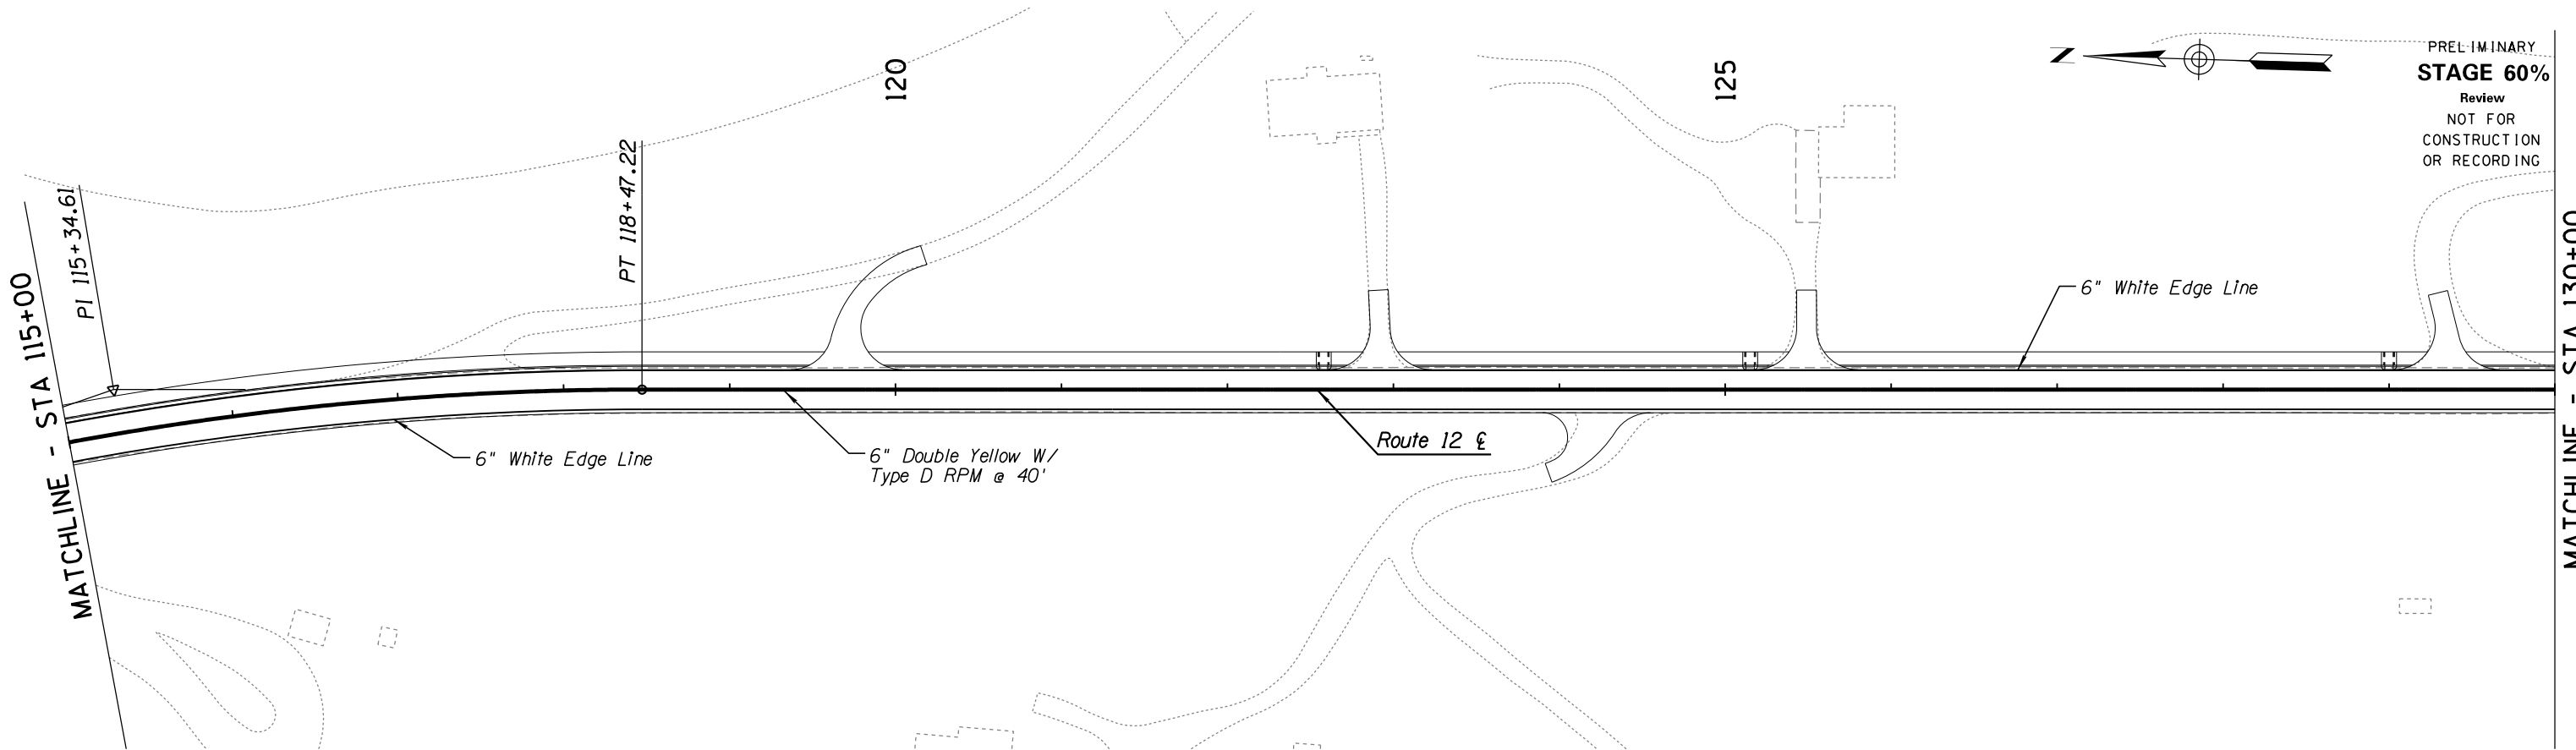 120
125
N
PRELIMINARY
STAGE 60%
Review
NOT FOR
CONSTRUCTION
OR RECORDING
MATCHLINE - STA 115+00
PI 115+34.61
PT 118+47.22
6" White Edge Line
6" White Edge Line
6" Double Yellow W/
Type D RPM @ 40'
Route 12 ℄
MATCHLINE - STA 130+00